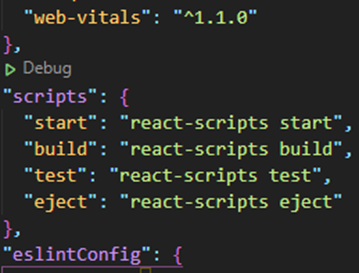 "web-vitals": "^1.1.0"
},
Debug
"scripts": {
"start": "react-scripts start",
"build": "react-scripts build",
"test": "react-scripts test",
"eject": "react-scripts eject"
},
"eslintConfig": {